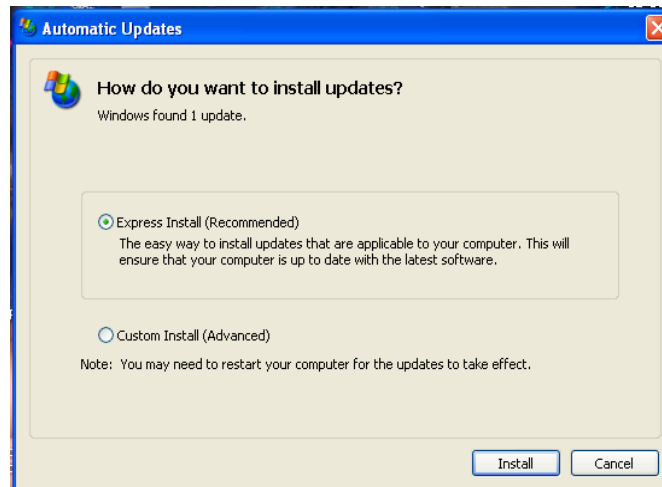 Automatic Updates
How do you want to install updates?
Windows found 1 update.
Express Install (Recommended)
The easy way to install updates that are applicable to your computer. This will
ensure that your computer is up to date with the latest software.
Custom Install (Advanced)
Note: You may need to restart your computer for the updates to take effect.
Install Cancel